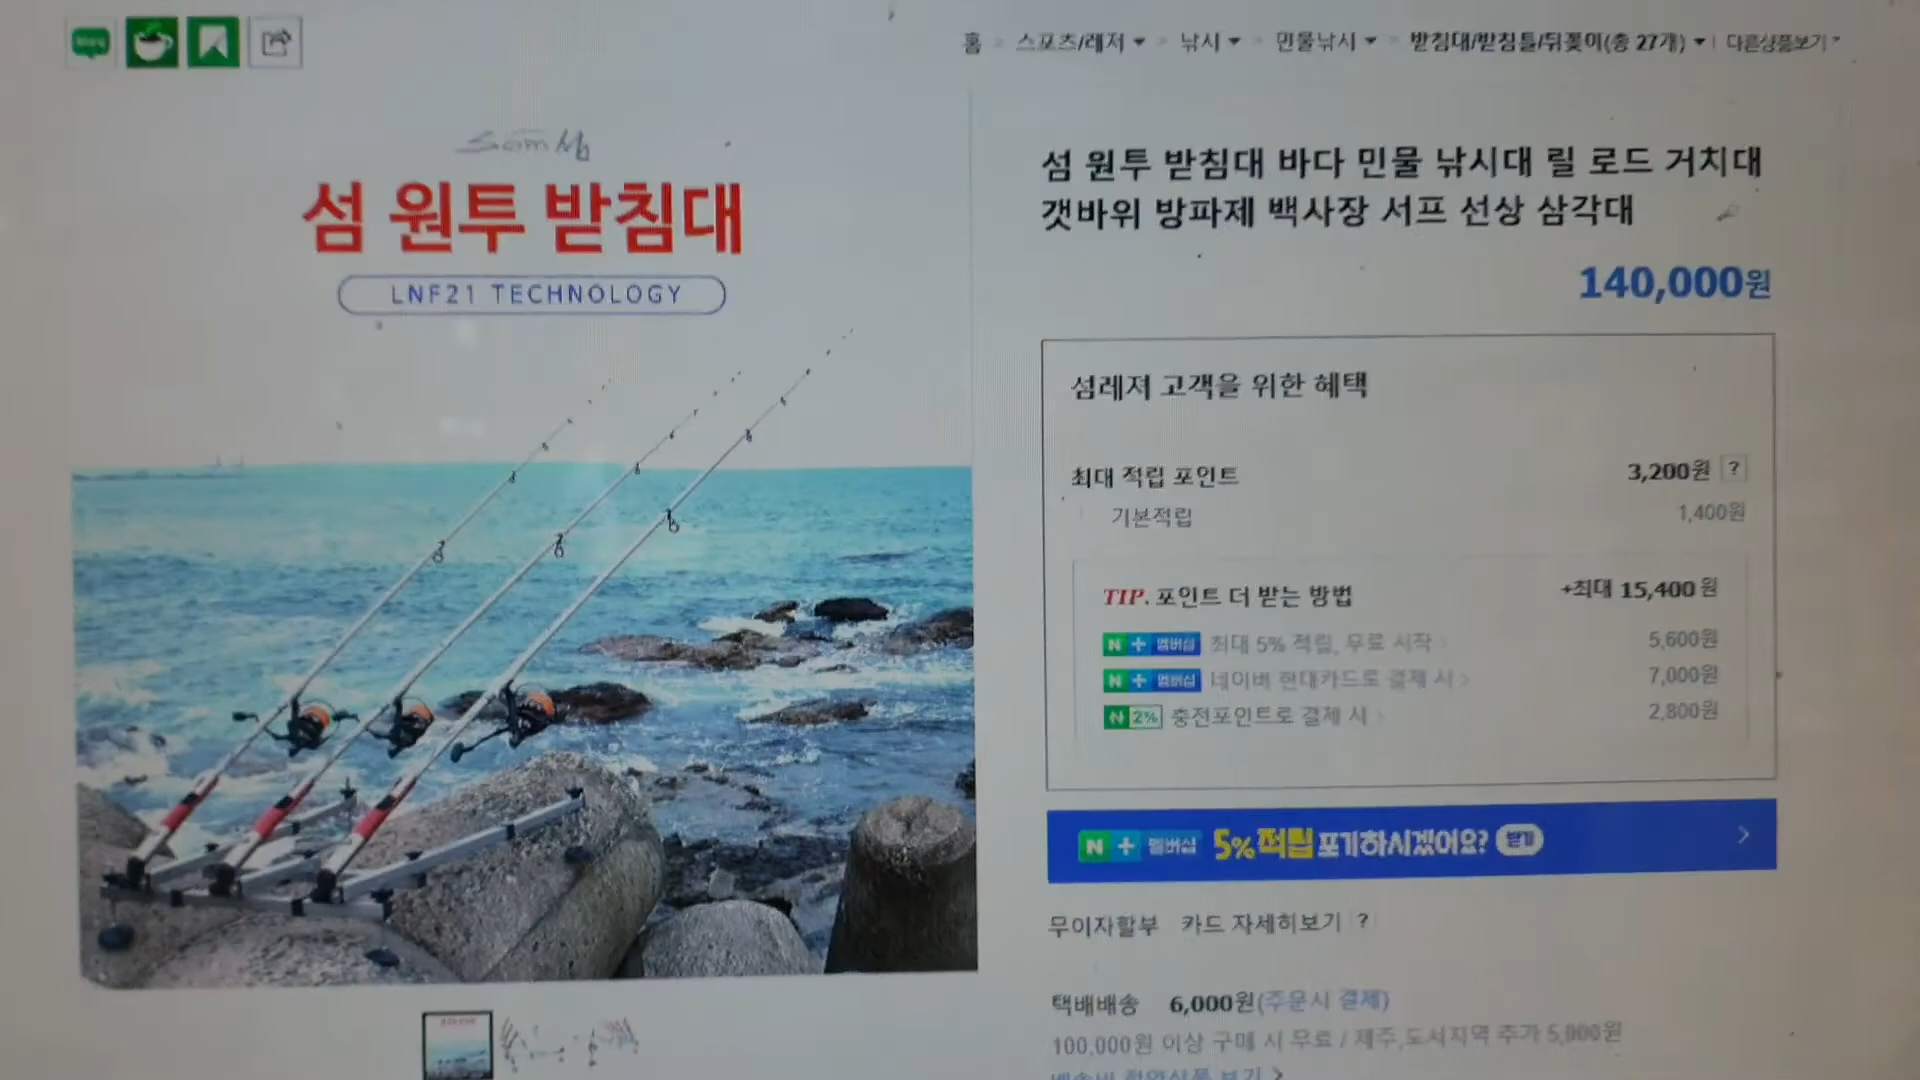 홈 > 스포츠/레저 > 낚시 > 민물낚시 > 받침대/받침틀/뒤꽂이(총 27개) | 다른상품보기
섬 원투 받침대
LNF21 TECHNOLOGY
섬 원투 받침대 바다 민물 낚시대 릴 로드 거치대
갯바위 방파제 백사장 서프 선상 삼각대
140,000원
섬레져 고객을 위한 혜택
최대 적립 포인트 3,200원 ?
기본적립 1,400원
TIP. 포인트 더 받는 방법 +최대 15,400원
N + 멤버십 최대 5% 적립, 무료 시작 > 5,600원
N + 멤버십 네이버 현대카드로 결제 시 > 7,000원
N 2% 충전포인트로 결제 시 > 2,800원
N + 멤버십 5% 적립 포기하시겠어요? 받기 >
무이자할부 카드 자세히보기 ?
택배배송 6,000원(주문시 결제)
100,000원 이상 구매 시 무료 / 제주,도서지역 추가 5,000원